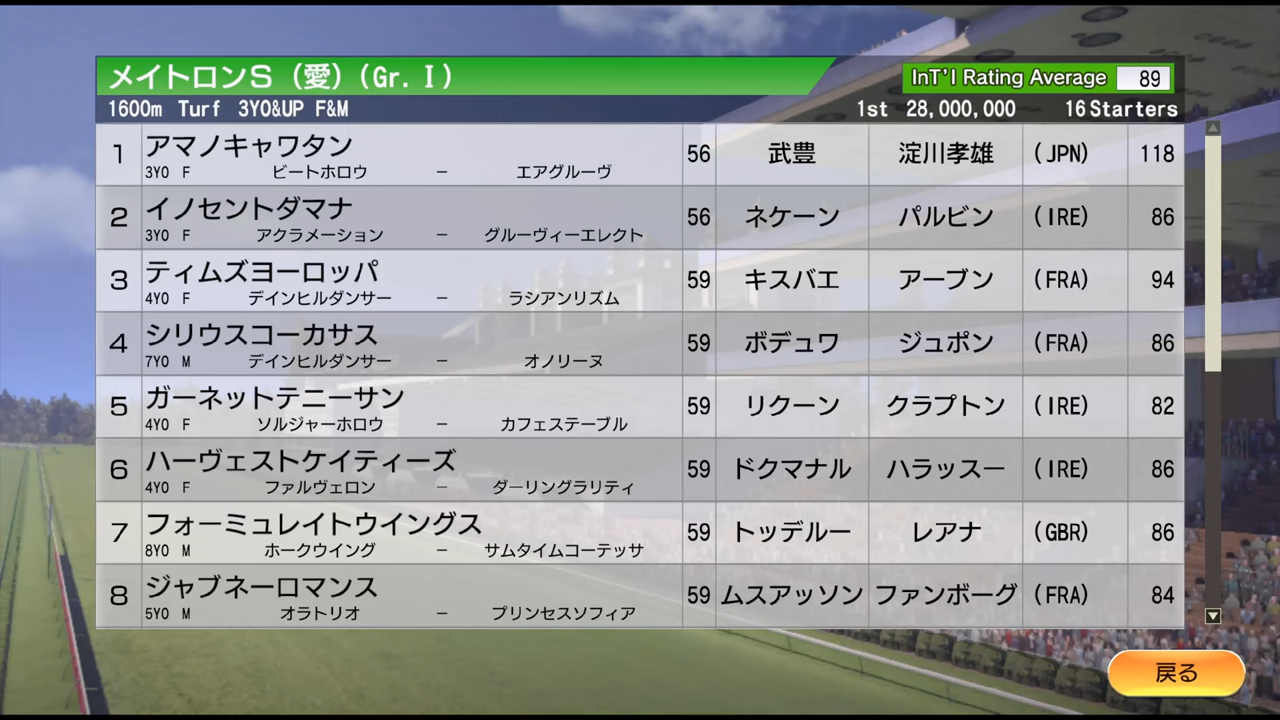 メイトロンS（愛）（Gr. I）
InT'l Rating Average 89
1600m Turf 3YO&UP F&M 1st 28,000,000 16Starters
1 アマノキャワタン 56 武豊 淀川孝雄 (JPN) 118
3YO F ビートホロウ － エアグルーヴ
2 イノセントダマナ 56 ネケーン パルビン (IRE) 86
3YO F アクラメーション － グルーヴィーエレクト
3 ティムズヨーロッパ 59 キスバエ アーブン (FRA) 94
4YO F デインヒルダンサー － ラシアンリズム
4 シリウスコーカサス 59 ボデュワ ジュポン (FRA) 86
7YO M デインヒルダンサー － オノリーヌ
5 ガーネットテニーサン 59 リクーン クラプトン (IRE) 82
4YO F ソルジャーホロウ － カフェステーブル
6 ハーヴェストケイティーズ 59 ドクマナル ハラッスー (IRE) 86
4YO F ファルヴェロン － ダーリングラリティ
7 フォーミュレイトウイングス 59 トッデルー レアナ (GBR) 86
8YO M ホークウイング － サムタイムコーテッサ
8 ジャブネーロマンス 59 ムスアッソン ファンボーグ (FRA) 84
5YO M オラトリオ － プリンセスソフィア
戻る